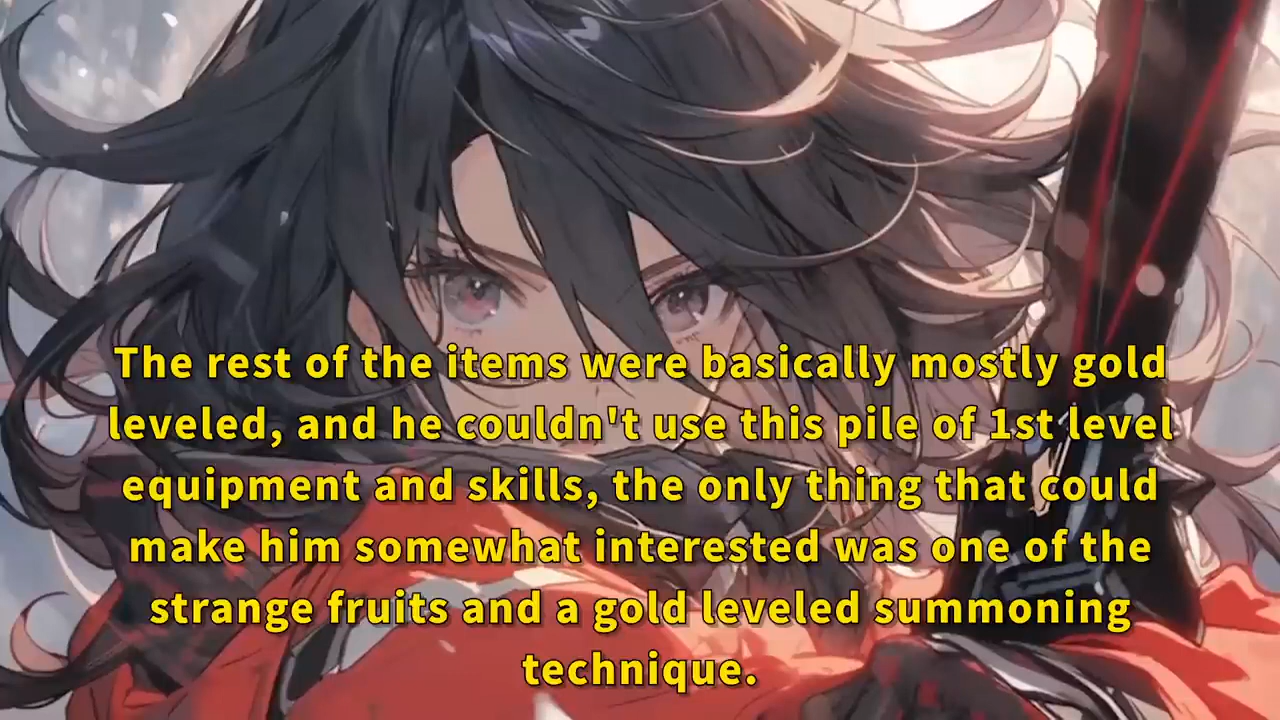 The rest of the items were basically mostly gold
leveled, and he couldn't use this pile of 1st level
equipment and skills, the only thing that could
make him somewhat interested was one of the
strange fruits and a gold leveled summoning
technique.